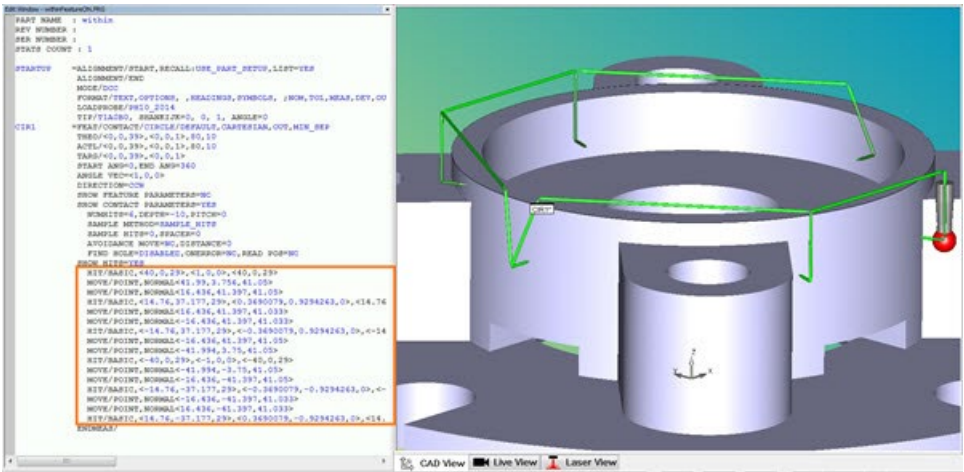 Edit Window - withinFeatureON.PRG
PART NAME : within
REV NUMBER :
SER NUMBER :
STATS COUNT : 1
STARTUP =ALIGNMENT/START,RECALL:USE_PART_SETUP,LIST=YES
ALIGNMENT/END
MODE/DCC
FORMAT/TEXT,OPTIONS, ,HEADINGS,SYMBOLS, ;NOM,TOL,MEAS,DEV,OU
LOADPROBE/PH10_2014
TIP/T1A0B0, SHANKIJK=0, 0, 1, ANGLE=0
CIR1 =FEAT/CONTACT/CIRCLE/DEFAULT,CARTESIAN,OUT,MIN_SEP
THEO/<0,0,39>,<0,0,1>,80,10
ACTL/<0,0,39>,<0,0,1>,80,10
TARG/<0,0,39>,<0,0,1>
START ANG=0,END ANG=360
ANGLE VEC=<1,0,0>
DIRECTION=CCW
SHOW FEATURE PARAMETERS=NO
SHOW CONTACT PARAMETERS=YES
NUMHITS=6,DEPTH=-10,PITCH=0
SAMPLE METHOD=SAMPLE_HITS
SAMPLE HITS=0,SPACER=0
AVOIDANCE MOVE=NO,DISTANCE=0
FIND HOLE=DISABLED,ONERROR=NO,READ POS=NO
SHOW HITS=YES
HIT/BASIC,<40,0,29>,<1,0,0>,<40,0,29>
MOVE/POINT,NORMAL<41.99,3.756,41.05>
MOVE/POINT,NORMAL<16.436,41.397,41.05>
HIT/BASIC,<14.76,37.177,29>,<0.3690079,0.9294263,0>,<14.76
MOVE/POINT,NORMAL<16.436,41.397,41.033>
MOVE/POINT,NORMAL<-16.436,41.397,41.033>
HIT/BASIC,<-14.76,37.177,29>,<-0.3690079,0.9294263,0>,<-14
MOVE/POINT,NORMAL<-16.436,41.397,41.05>
MOVE/POINT,NORMAL<-41.994,3.75,41.05>
HIT/BASIC,<-40,0,29>,<-1,0,0>,<-40,0,29>
MOVE/POINT,NORMAL<-41.994,-3.75,41.05>
MOVE/POINT,NORMAL<-16.436,-41.397,41.05>
HIT/BASIC,<-14.76,-37.177,29>,<-0.3690079,-0.9294263,0>,<-
MOVE/POINT,NORMAL<-16.436,-41.397,41.033>
MOVE/POINT,NORMAL<16.436,-41.397,41.033>
HIT/BASIC,<14.76,-37.177,29>,<0.3690079,-0.9294263,0>,<14.
ENDMEAS/
CIR1
Z
X
CAD View Live View Laser View